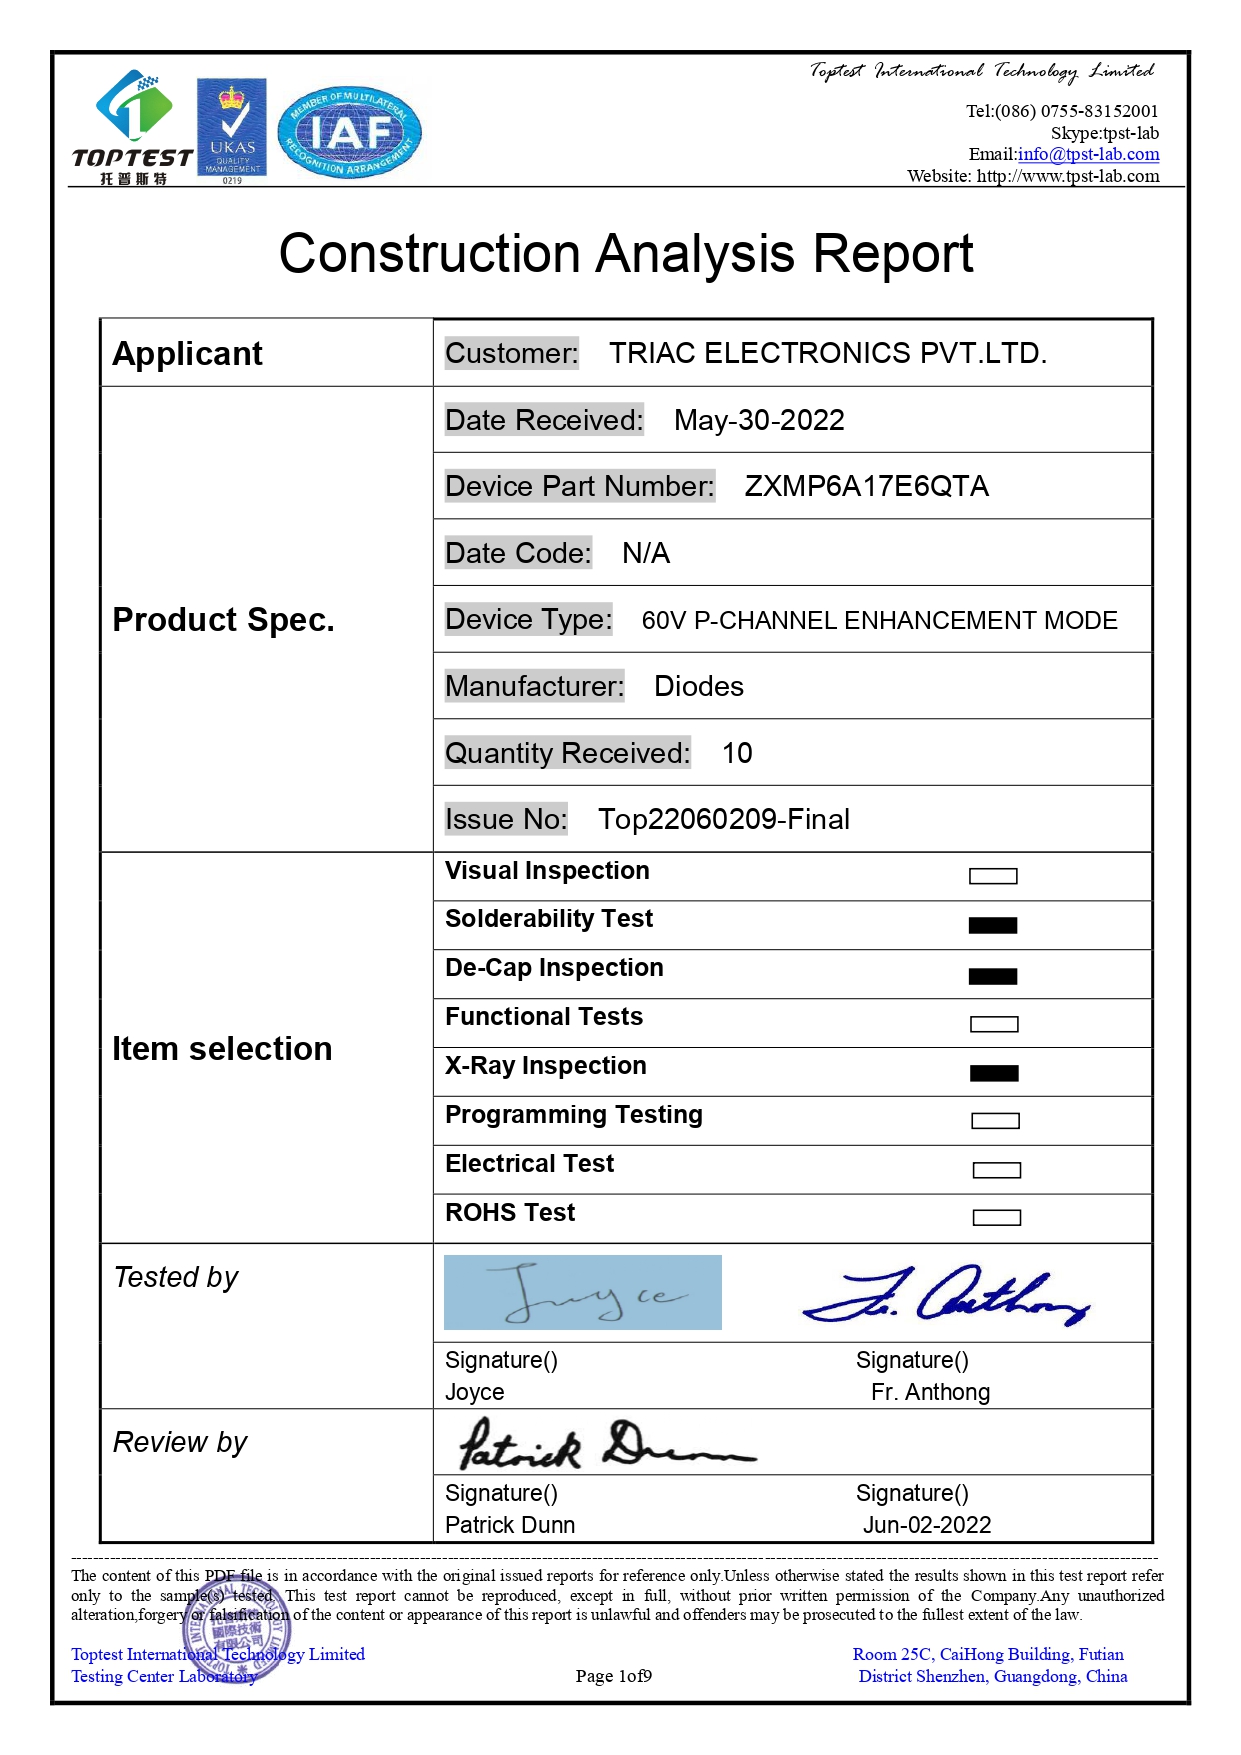 Toptest International Technology Limited
Tel:(086) 0755-83152001
Skype:tpst-lab
Email:info@tpst-lab.com
Website: http://www.tpst-lab.com
TOPTEST
托普斯特
UKAS
QUALITY
MANAGEMENT
0219
MEMBER OF MULTILATERAL
IAF
RECOGNITION ARRANGEMENT
Construction Analysis Report
Applicant
Customer: TRIAC ELECTRONICS PVT.LTD.
Product Spec.
Date Received: May-30-2022
Device Part Number: ZXMP6A17E6QTA
Date Code: N/A
Device Type: 60V P-CHANNEL ENHANCEMENT MODE
Manufacturer: Diodes
Quantity Received: 10
Issue No: Top22060209-Final
Item selection
Visual Inspection
Solderability Test
De-Cap Inspection
Functional Tests
X-Ray Inspection
Programming Testing
Electrical Test
ROHS Test
Tested by
Joyce Fr. Anthong
Signature() Signature()
Joyce Fr. Anthong
Review by
Patrick Dunn
Signature() Signature()
Patrick Dunn Jun-02-2022
The content of this PDF file is in accordance with the original issued reports for reference only.Unless otherwise stated the results shown in this test report refer
only to the sample(s) tested. This test report cannot be reproduced, except in full, without prior written permission of the Company.Any unauthorized
alteration,forgery or falsification of the content or appearance of this report is unlawful and offenders may be prosecuted to the fullest extent of the law.
Toptest International Technology Limited
Testing Center Laboratory
Page 1of9
Room 25C, CaiHong Building, Futian
District Shenzhen, Guangdong, China
TOPTEST INTERNATIONAL TECHNOLOGY LIMITED
國際技術
有限公司